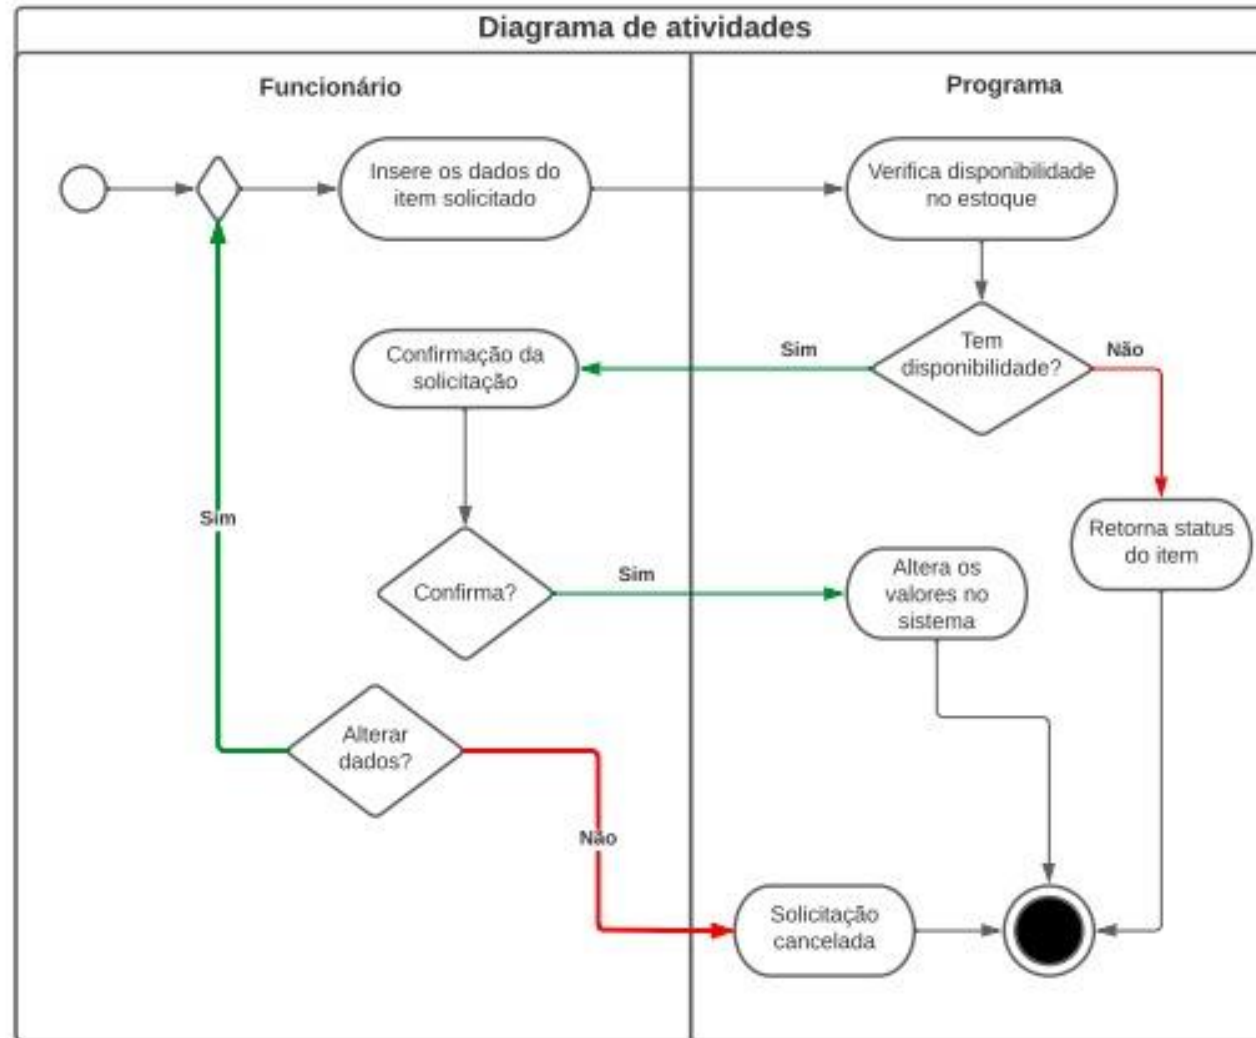 Diagrama de atividades
Funcionário
Programa
Insere os dados do
item solicitado
Verifica disponibilidade
no estoque
Tem
disponibilidade?
Sim
Não
Confirmação da
solicitação
Sim
Retorna status
do item
Confirma?
Sim
Altera os
valores no
sistema
Alterar
dados?
Não
Solicitação
cancelada